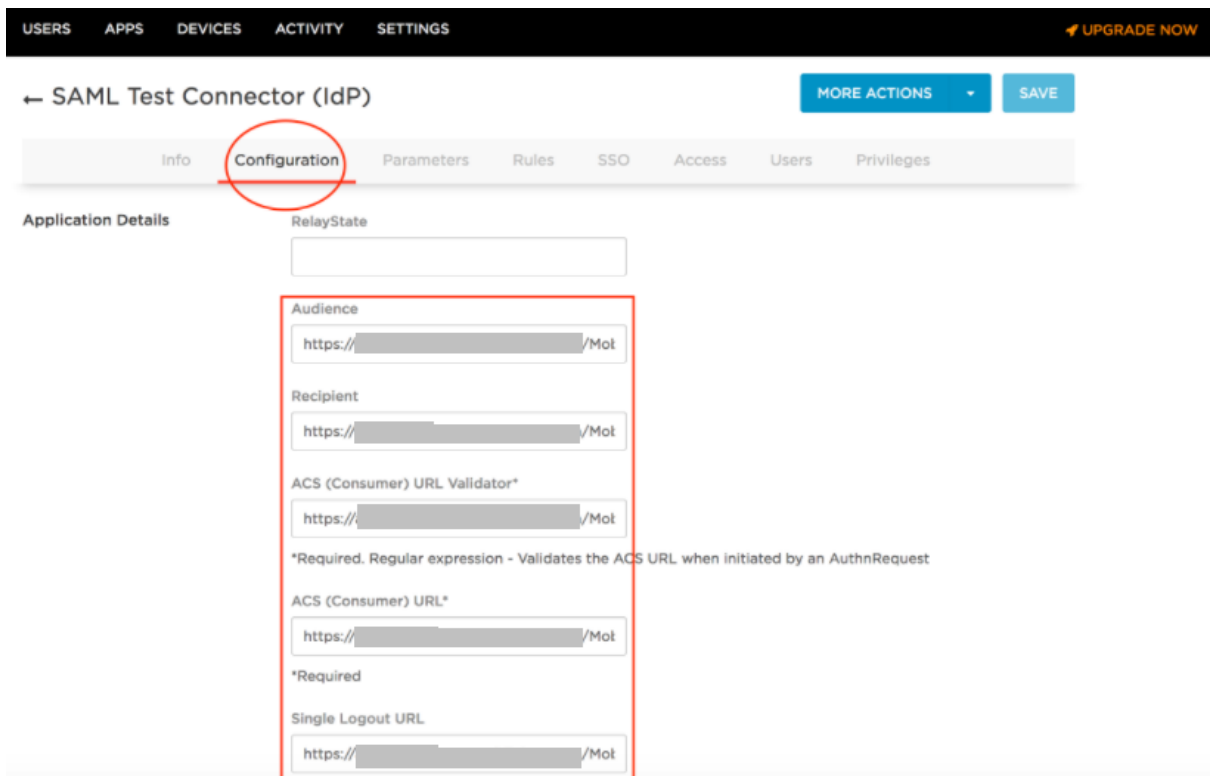 USERS APPS DEVICES ACTIVITY SETTINGS UPGRADE NOW
← SAML Test Connector (IdP) MORE ACTIONS SAVE
Info Configuration Parameters Rules SSO Access Users Privileges
Application Details RelayState
Audience
https:// /Mot
Recipient
https:// /Mot
ACS (Consumer) URL Validator*
https:// /Mot
*Required. Regular expression - Validates the ACS URL when initiated by an AuthnRequest
ACS (Consumer) URL*
https:// /Mot
*Required
Single Logout URL
https:// /Mot